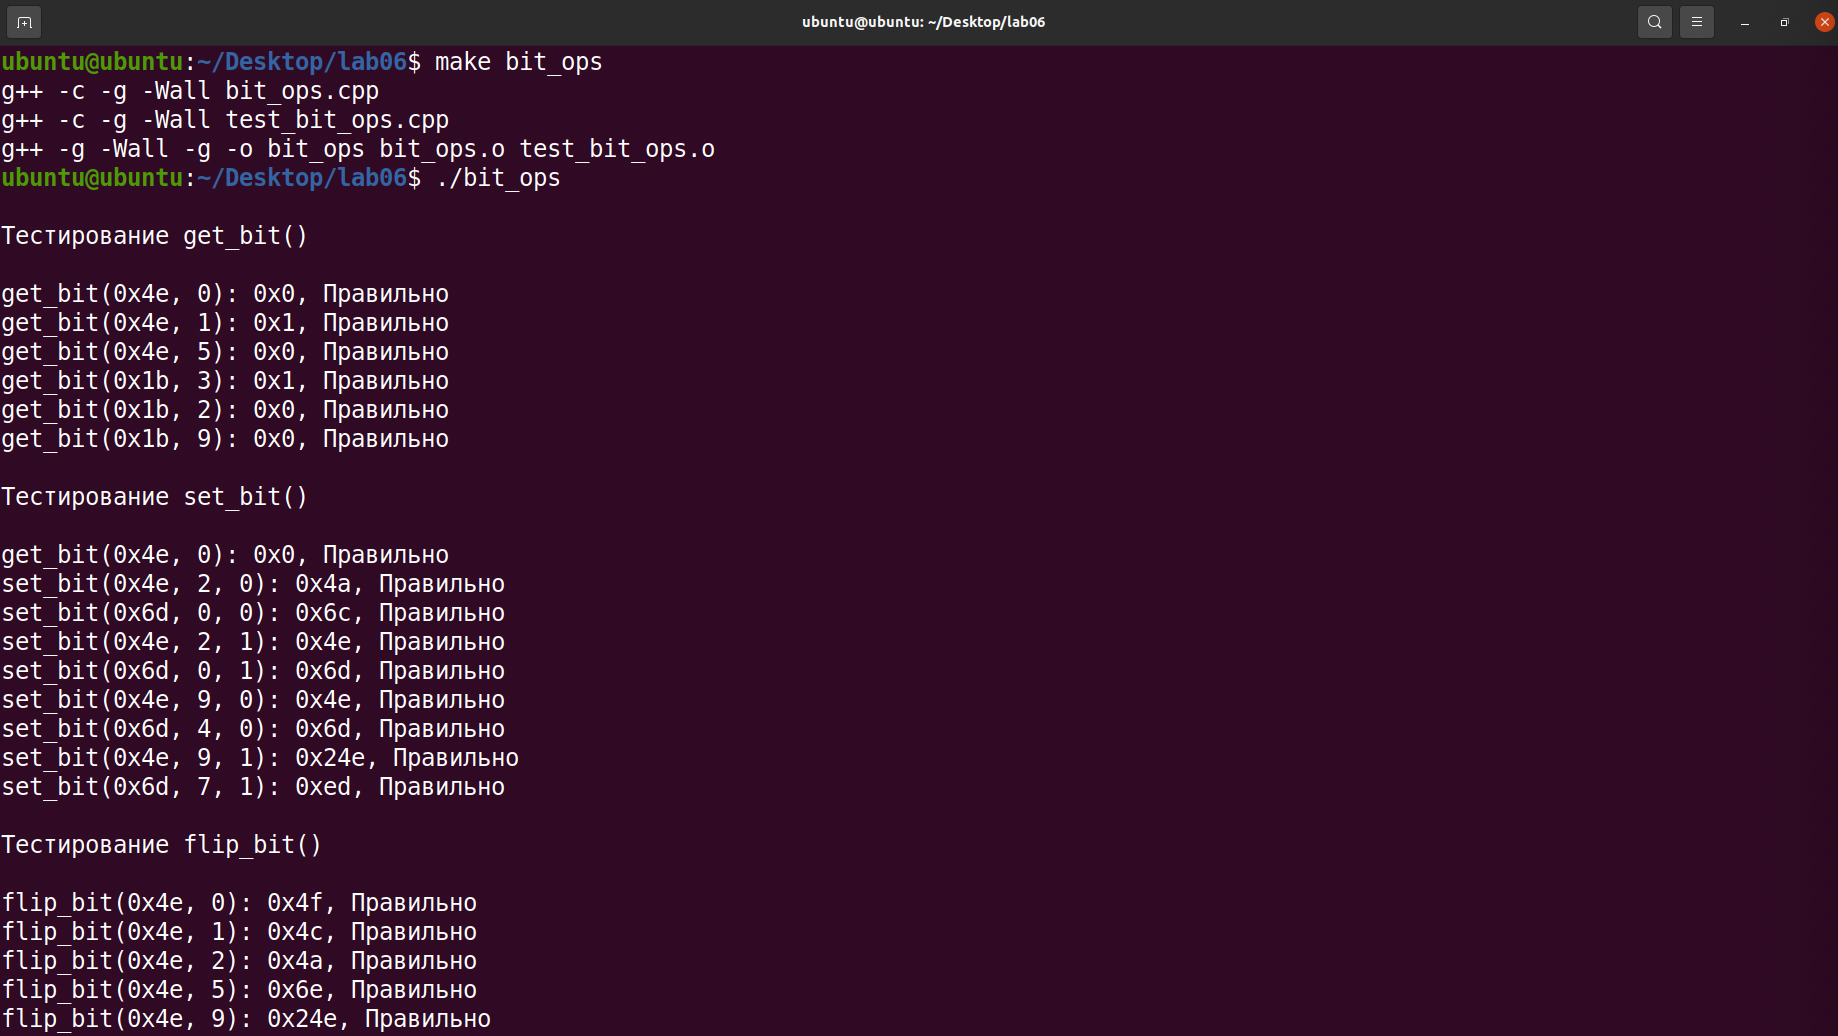 ubuntu@ubuntu: ~/Desktop/lab06
ubuntu@ubuntu:~/Desktop/lab06$ make bit_ops
g++ -c -g -Wall bit_ops.cpp
g++ -c -g -Wall test_bit_ops.cpp
g++ -g -Wall -g -o bit_ops bit_ops.o test_bit_ops.o
ubuntu@ubuntu:~/Desktop/lab06$ ./bit_ops
Тестирование get_bit()
get_bit(0x4e, 0): 0x0, Правильно
get_bit(0x4e, 1): 0x1, Правильно
get_bit(0x4e, 5): 0x0, Правильно
get_bit(0x1b, 3): 0x1, Правильно
get_bit(0x1b, 2): 0x0, Правильно
get_bit(0x1b, 9): 0x0, Правильно
Тестирование set_bit()
get_bit(0x4e, 0): 0x0, Правильно
set_bit(0x4e, 2, 0): 0x4a, Правильно
set_bit(0x6d, 0, 0): 0x6c, Правильно
set_bit(0x4e, 2, 1): 0x4e, Правильно
set_bit(0x6d, 0, 1): 0x6d, Правильно
set_bit(0x4e, 9, 0): 0x4e, Правильно
set_bit(0x6d, 4, 0): 0x6d, Правильно
set_bit(0x4e, 9, 1): 0x24e, Правильно
set_bit(0x6d, 7, 1): 0xed, Правильно
Тестирование flip_bit()
flip_bit(0x4e, 0): 0x4f, Правильно
flip_bit(0x4e, 1): 0x4c, Правильно
flip_bit(0x4e, 2): 0x4a, Правильно
flip_bit(0x4e, 5): 0x6e, Правильно
flip_bit(0x4e, 9): 0x24e, Правильно